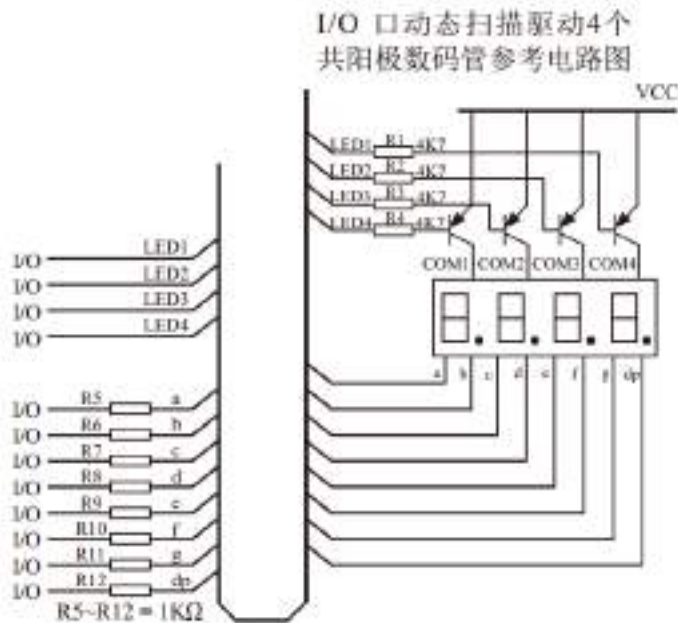 I/O 口动态扫描驱动4个
共阳极数码管参考电路图
VCC
LED1 R1 4K7
LED2 R2 4K7
LED3 R3 4K7
LED4 R4 4K7
COM1 COM2 COM3 COM4
I/O LED1
I/O LED2
I/O LED3
I/O LED4
a b c d e f g dp
I/O R5 a
I/O R6 b
I/O R7 c
I/O R8 d
I/O R9 e
I/O R10 f
I/O R11 g
I/O R12 dp
R5~R12 = 1KΩ